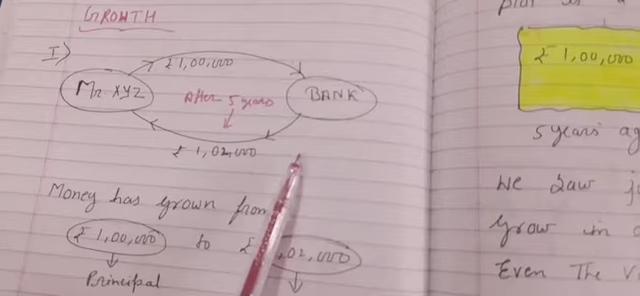 GROWTH
I)
₹ 1,00,000
Mr. XYZ
After 5 years
BANK
₹ 1,02,000
Money has grown from
₹ 1,00,000 to ₹ ,02,000
Principal
₹ 1,00,000
5 years ag
We saw
grow in
Even The